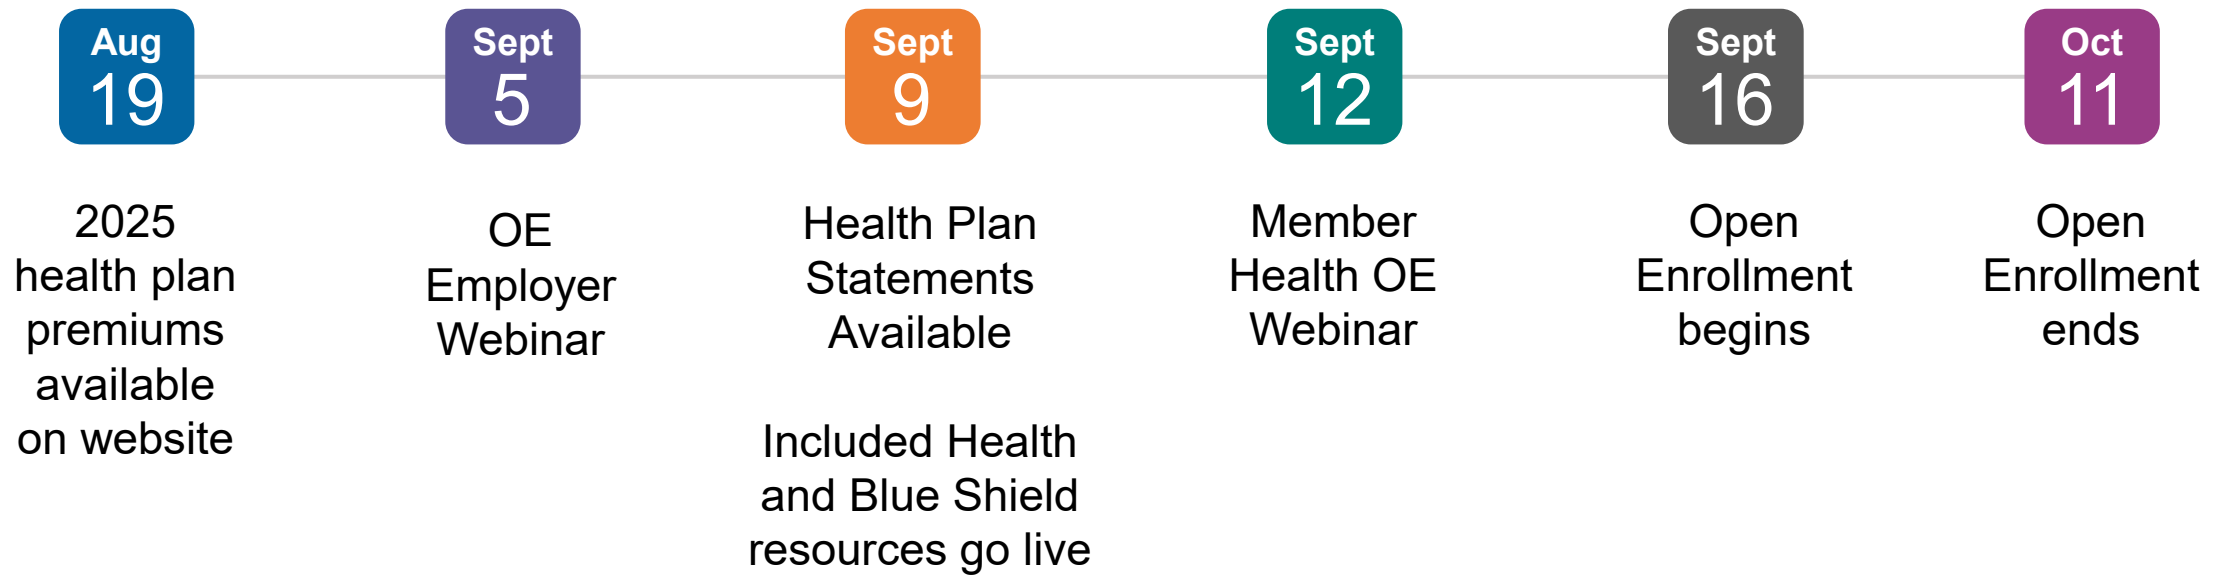 Aug
19
2025
health plan
premiums
available
on website
Sept
5
OE
Employer
Webinar
Sept
9
Health Plan
Statements
Available
Included Health
and Blue Shield
resources go live
Sept
12
Member
Health OE
Webinar
Sept
16
Open
Enrollment
begins
Oct
11
Open
Enrollment
ends